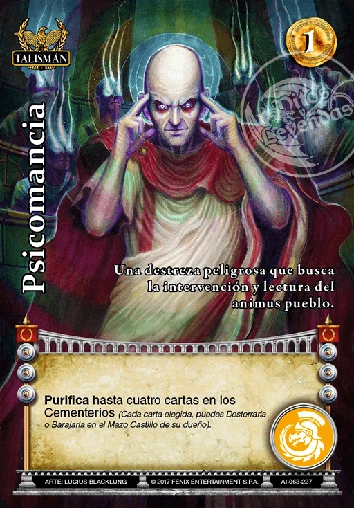 TALISMÁN
1
Psicomancia
Una destreza peligrosa que busca
la intervención y lectura del
animus pueblo.
Purifica hasta cuatro cartas en los
Cementerios (Cada carta elegida, puedes Desterrarla
o Barajarla en el Mazo Castillo de su dueño).
ARTE: LUCIUS BLACKLUNG
© 2017 FENIX ENTERTAINMENT S.P.A.